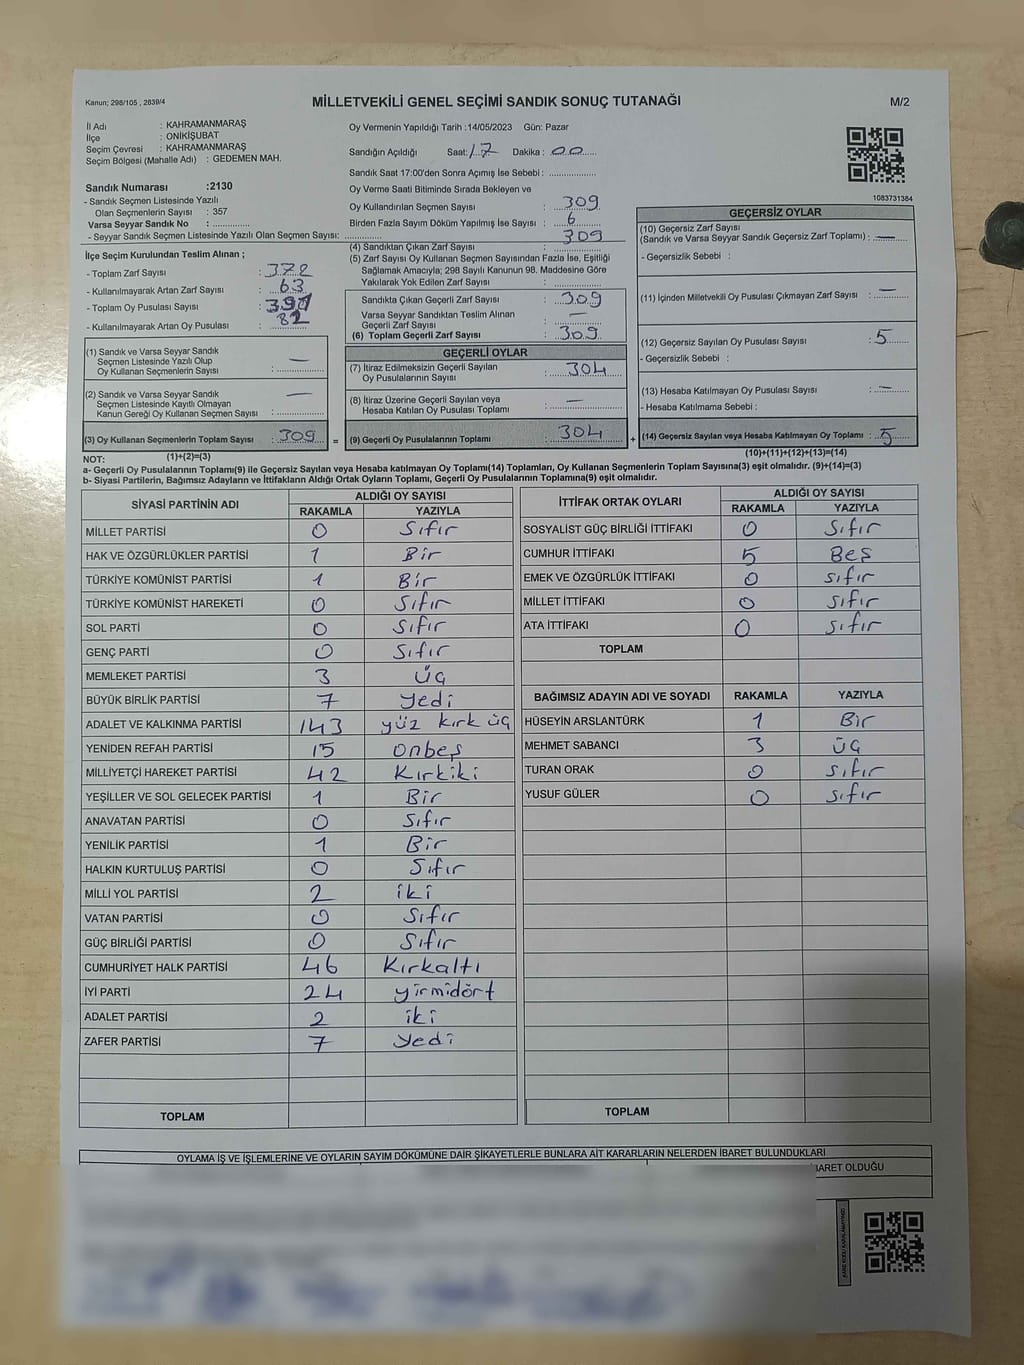 Kanun; 298/105 , 2839/4
MİLLETVEKİLİ GENEL SEÇİMİ SANDIK SONUÇ TUTANAĞI
M/2
İl Adı : KAHRAMANMARAŞ
İlçe : ONİKİŞUBAT
Seçim Çevresi : KAHRAMANMARAŞ
Seçim Bölgesi (Mahalle Adı) : GEDEMEN MAH.
Sandık Numarası :2130
- Sandık Seçmen Listesinde Yazılı
Olan Seçmenlerin Sayısı : 357
Varsa Seyyar Sandık No :
- Seyyar Sandık Seçmen Listesinde Yazılı Olan Seçmen Sayısı:
İlçe Seçim Kurulundan Teslim Alınan ;
- Toplam Zarf Sayısı : 372
- Kullanılmayarak Artan Zarf Sayısı : 63
- Toplam Oy Pusulası Sayısı :
- Kullanılmayarak Artan Oy Pusulası : 82
Oy Vermenin Yapıldığı Tarih :14/05/2023 Gün: Pazar
Sandığın Açıldığı Saat: 17 Dakika : 00
Sandık Saat 17:00'den Sonra Açımış İse Sebebi :
Oy Verme Saati Bitiminde Sırada Bekleyen ve
Oy Kullandırılan Seçmen Sayısı : 309
Birden Fazla Sayım Döküm Yapılmış İse Sayısı : 6
(4) Sandıktan Çıkan Zarf Sayısı : 309
(5) Zarf Sayısı Oy Kullanan Seçmen Sayısından Fazla İse, Eşitliği
Sağlamak Amacıyla; 298 Sayılı Kanunun 98. Maddesine Göre
Yakılarak Yok Edilen Zarf Sayısı :
Sandıkta Çıkan Geçerli Zarf Sayısı : 309
Varsa Seyyar Sandıktan Teslim Alınan
Geçerli Zarf Sayısı : —
(6) Toplam Geçerli Zarf Sayısı : 309
1083731384
GEÇERSİZ OYLAR
(10) Geçersiz Zarf Sayısı
(Sandık ve Varsa Seyyar Sandık Geçersiz Zarf Toplamı) : —
- Geçersizlik Sebebi :
(11) İçinden Milletvekili Oy Pusulası Çıkmayan Zarf Sayısı : —
(12) Geçersiz Sayılan Oy Pusulası Sayısı : 5
- Geçersizlik Sebebi :
(13) Hesaba Katılmayan Oy Pusulası Sayısı : —
- Hesaba Katılmama Sebebi :
(14) Geçersiz Sayılan veya Hesaba Katılmayan Oy Toplamı : 5
(10)+(11)+(12)+(13)=(14)
(1) Sandık ve Varsa Seyyar Sandık
Seçmen Listesinde Yazılı Olup
Oy Kullanan Seçmenlerin Sayısı : —
(2) Sandık ve Varsa Seyyar Sandık
Seçmen Listesinde Kayıtlı Olmayan
Kanun Gereği Oy Kullanan Seçmen Sayısı : —
(3) Oy Kullanan Seçmenlerin Toplam Sayısı : 309 =
(1)+(2)=(3)
GEÇERLİ OYLAR
(7) İtiraz Edilmeksizin Geçerli Sayılan
Oy Pusulalarının Sayısı : 304
(8) İtiraz Üzerine Geçerli Sayılan veya
Hesaba Katılan Oy Pusulası Toplamı : —
(9) Geçerli Oy Pusulalarının Toplamı : 304 +
NOT:
a- Geçerli Oy Pusulalarının Toplamı(9) ile Geçersiz Sayılan veya Hesaba katılmayan Oy Toplamı(14) Toplamları, Oy Kullanan Seçmenlerin Toplam Sayısına(3) eşit olmalıdır. (9)+(14)=(3)
b- Siyasi Partilerin, Bağımsız Adayların ve İttifakların Aldığı Ortak Oyların Toplamı, Geçerli Oy Pusulalarının Toplamına(9) eşit olmalıdır.
SİYASİ PARTİNİN ADI ALDIĞI OY SAYISI
RAKAMLA YAZIYLA
MİLLET PARTİSİ 0 Sıfır
HAK VE ÖZGÜRLÜKLER PARTİSİ 1 Bir
TÜRKİYE KOMÜNİST PARTİSİ 1 Bir
TÜRKİYE KOMÜNİST HAREKETİ 0 Sıfır
SOL PARTİ 0 Sıfır
GENÇ PARTİ 0 Sıfır
MEMLEKET PARTİSİ 3 üç
BÜYÜK BİRLİK PARTİSİ 7 yedi
ADALET VE KALKINMA PARTİSİ 143 yüz kırk üç
YENİDEN REFAH PARTİSİ 15 onbeş
MİLLİYETÇİ HAREKET PARTİSİ 42 Kırkiki
YEŞİLLER VE SOL GELECEK PARTİSİ 1 Bir
ANAVATAN PARTİSİ 0 Sıfır
YENİLİK PARTİSİ 1 Bir
HALKIN KURTULUŞ PARTİSİ 0 Sıfır
MİLLİ YOL PARTİSİ 2 iki
VATAN PARTİSİ 0 Sıfır
GÜÇ BİRLİĞİ PARTİSİ 0 Sıfır
CUMHURİYET HALK PARTİSİ 46 Kırkaltı
İYİ PARTİ 24 yirmidört
ADALET PARTİSİ 2 iki
ZAFER PARTİSİ 7 yedi
TOPLAM
İTTİFAK ORTAK OYLARI ALDIĞI OY SAYISI
RAKAMLA YAZIYLA
SOSYALİST GÜÇ BİRLİĞİ İTTİFAKI 0 Sıfır
CUMHUR İTTİFAKI 5 Beş
EMEK VE ÖZGÜRLÜK İTTİFAKI 0 sıfır
MİLLET İTTİFAKI 0 sıfır
ATA İTTİFAKI 0 sıfır
TOPLAM
BAĞIMSIZ ADAYIN ADI VE SOYADI RAKAMLA YAZIYLA
HÜSEYİN ARSLANTÜRK 1 Bir
MEHMET SABANCI 3 üç
TURAN ORAK 0 sıfır
YUSUF GÜLER 0 sıfır
TOPLAM
OYLAMA İŞ VE İŞLEMLERİNE VE OYLARIN SAYIM DÖKÜMÜNE DAİR ŞİKAYETLERLE BUNLARA AİT KARARLARIN NELERDEN İBARET BULUNDUKLARI
İBARET OLDUĞU